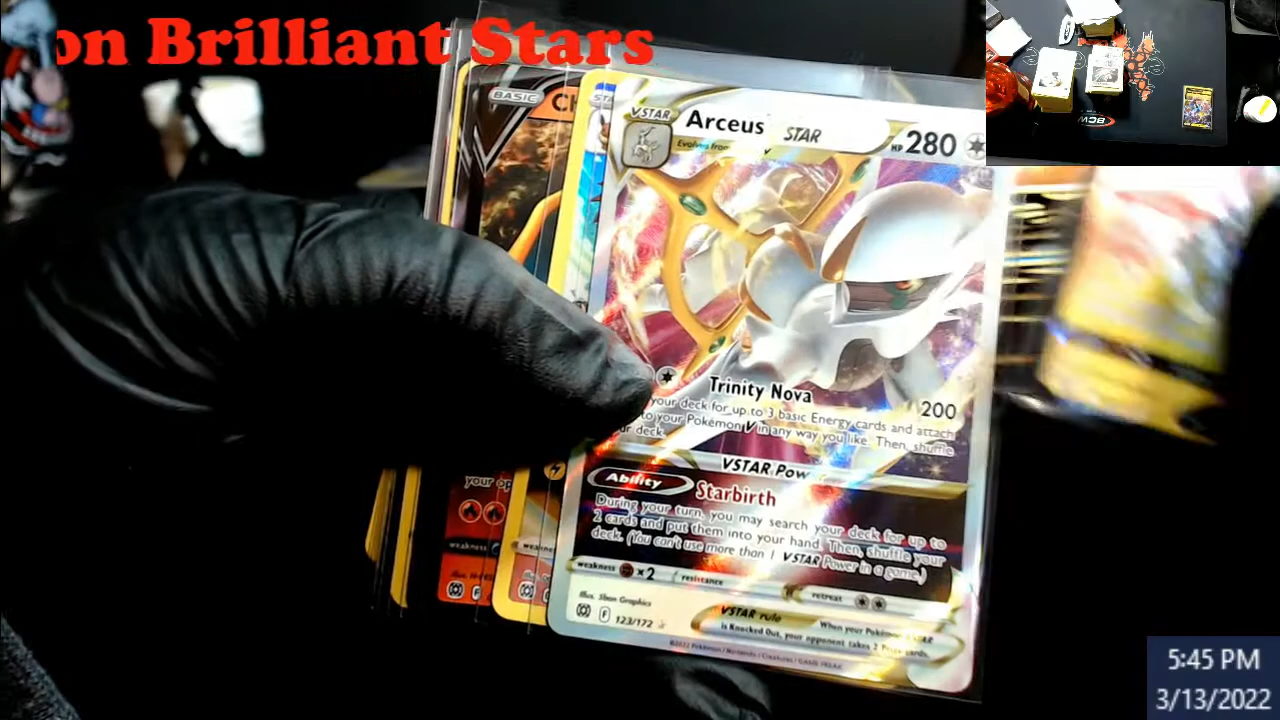 on Brilliant Stars
BASIC
VSTAR
Arceus
STAR
HP 280
Evolves from
V
Trinity Nova
200
your deck for up to 3 basic Energy cards and attach
to your Pokémon V in any way you like. Then, shuffle
deck.
VSTAR Pow
Ability
Starbirth
During your turn, you may search your deck for up to
2 cards and put them into your hand. Then, shuffle your
deck. (You can't use more than 1 VSTAR Power in a game.)
weakness
×2
resistance
retreat
Illus. 5ban Graphics
F
123/172
VSTAR rule
When your Pokémon VSTAR
is Knocked Out, your opponent takes 2 Prize cards.
©2022 Pokémon / Nintendo / Creatures / GAME FREAK
your op
weakness
BCW
5:45 PM
3/13/2022